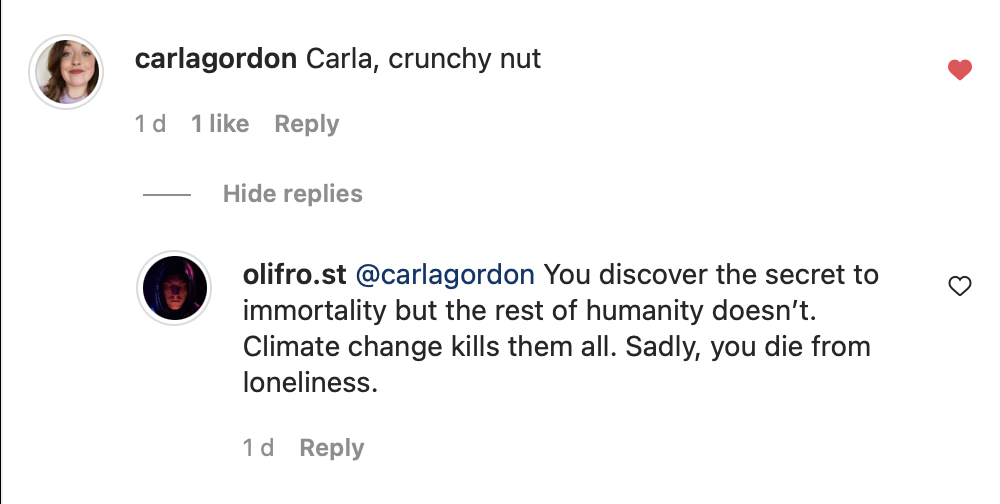 carlagordon Carla, crunchy nut
1 d 1 like Reply
Hide replies
olifro.st @carlagordon You discover the secret to
immortality but the rest of humanity doesn’t.
Climate change kills them all. Sadly, you die from
loneliness.
1 d Reply